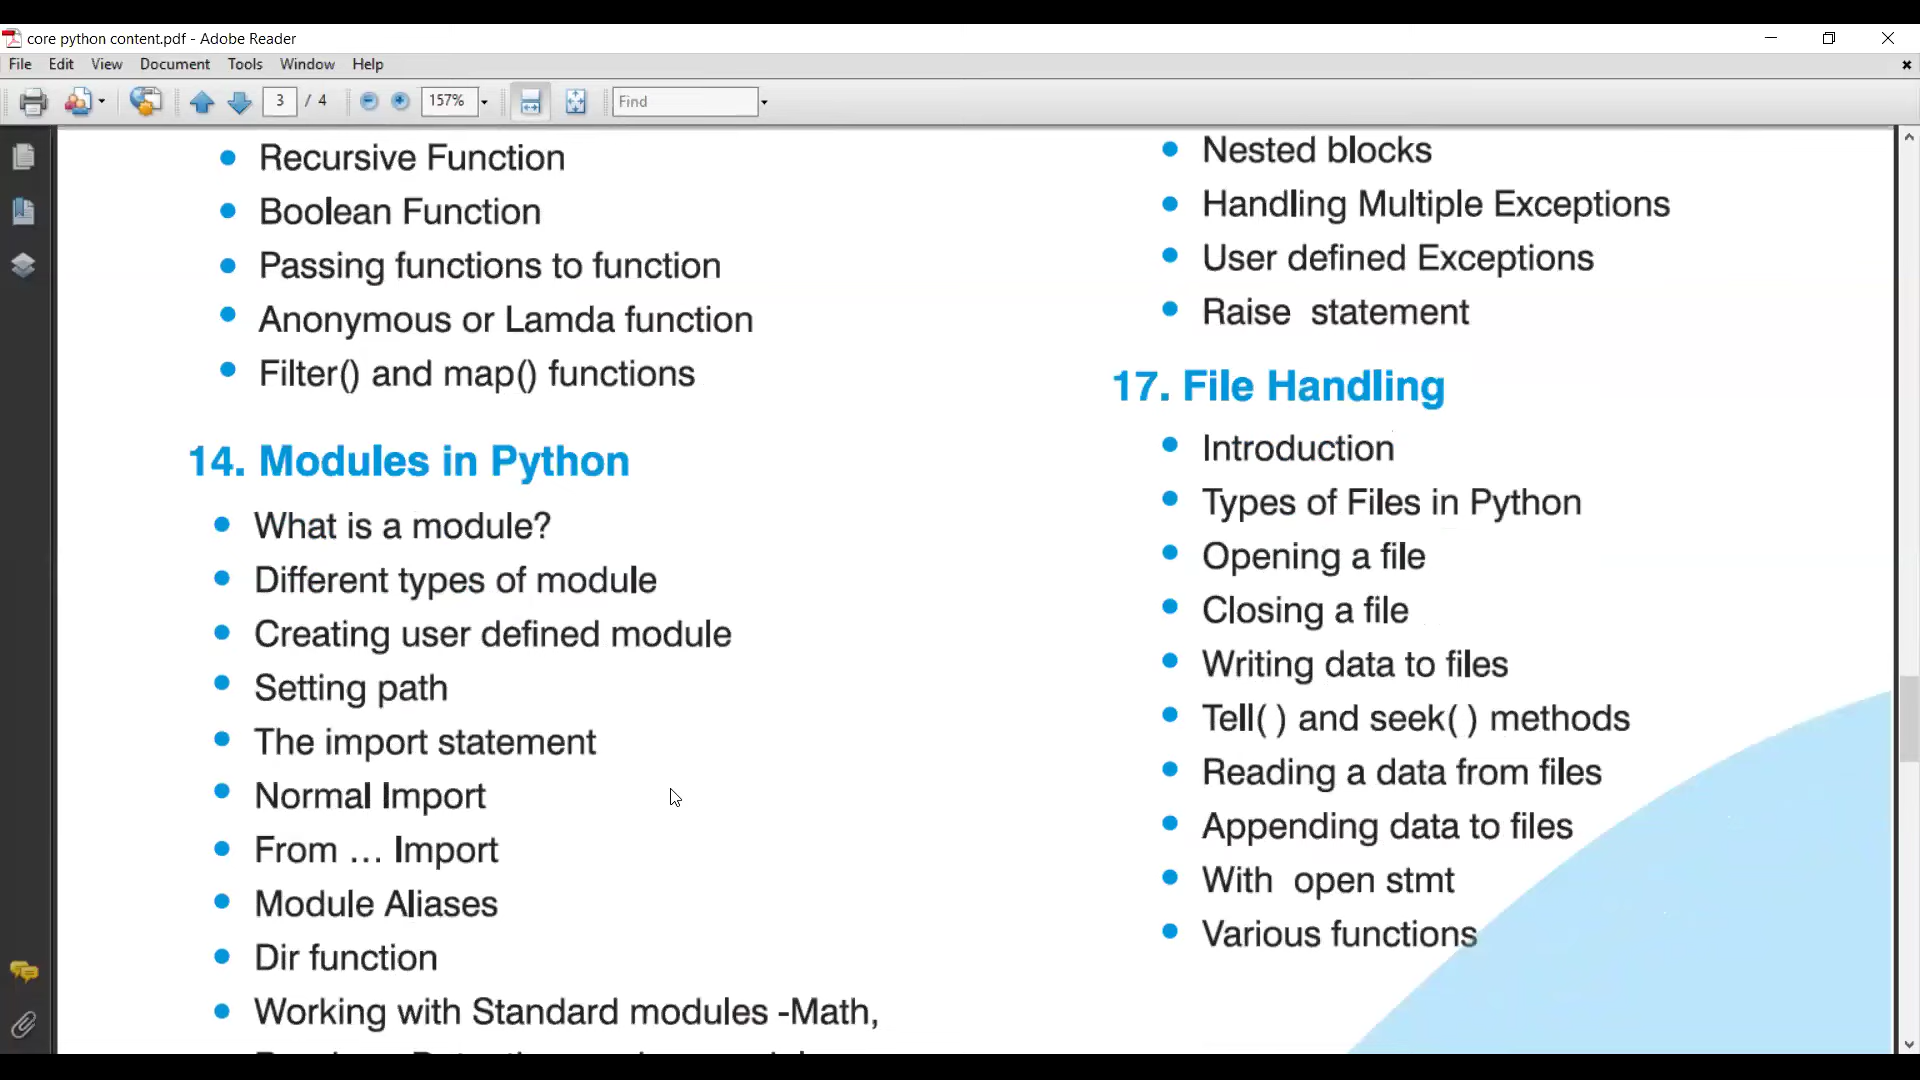 core python content.pdf - Adobe Reader
File Edit View Document Tools Window Help
3 / 4 157% Find
• Recursive Function
• Boolean Function
• Passing functions to function
• Anonymous or Lamda function
• Filter() and map() functions
14. Modules in Python
• What is a module?
• Different types of module
• Creating user defined module
• Setting path
• The import statement
• Normal Import
• From ... Import
• Module Aliases
• Dir function
• Working with Standard modules -Math,
• Nested blocks
• Handling Multiple Exceptions
• User defined Exceptions
• Raise  statement
17. File Handling
• Introduction
• Types of Files in Python
• Opening a file
• Closing a file
• Writing data to files
• Tell( ) and seek( ) methods
• Reading a data from files
• Appending data to files
• With  open stmt
• Various functions